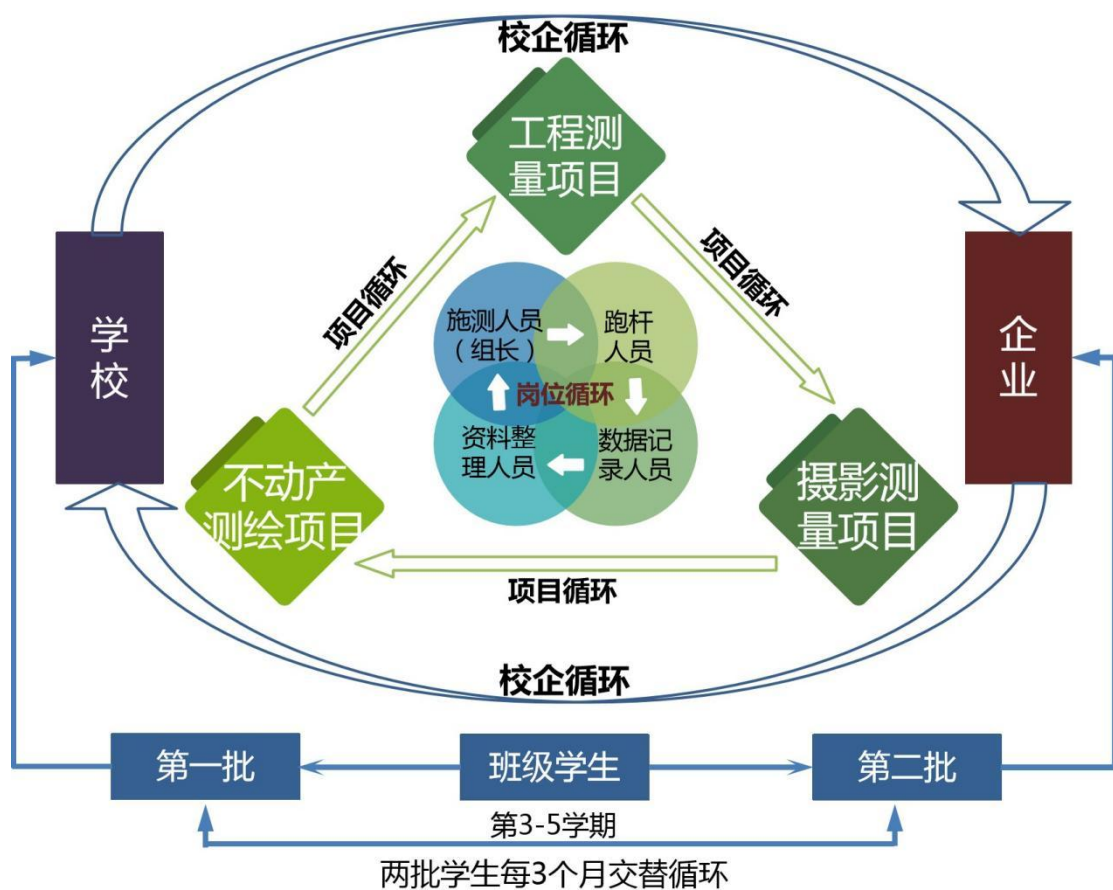 校企循环
工程测
量项目
项目循环
项目循环
学校
企业
施测人员
（组长）
跑杆
人员
岗位循环
资料整
理人员
数据记
录人员
不动产
测绘项目
摄影测
量项目
项目循环
校企循环
第一批
班级学生
第二批
第3-5学期
两批学生每3个月交替循环